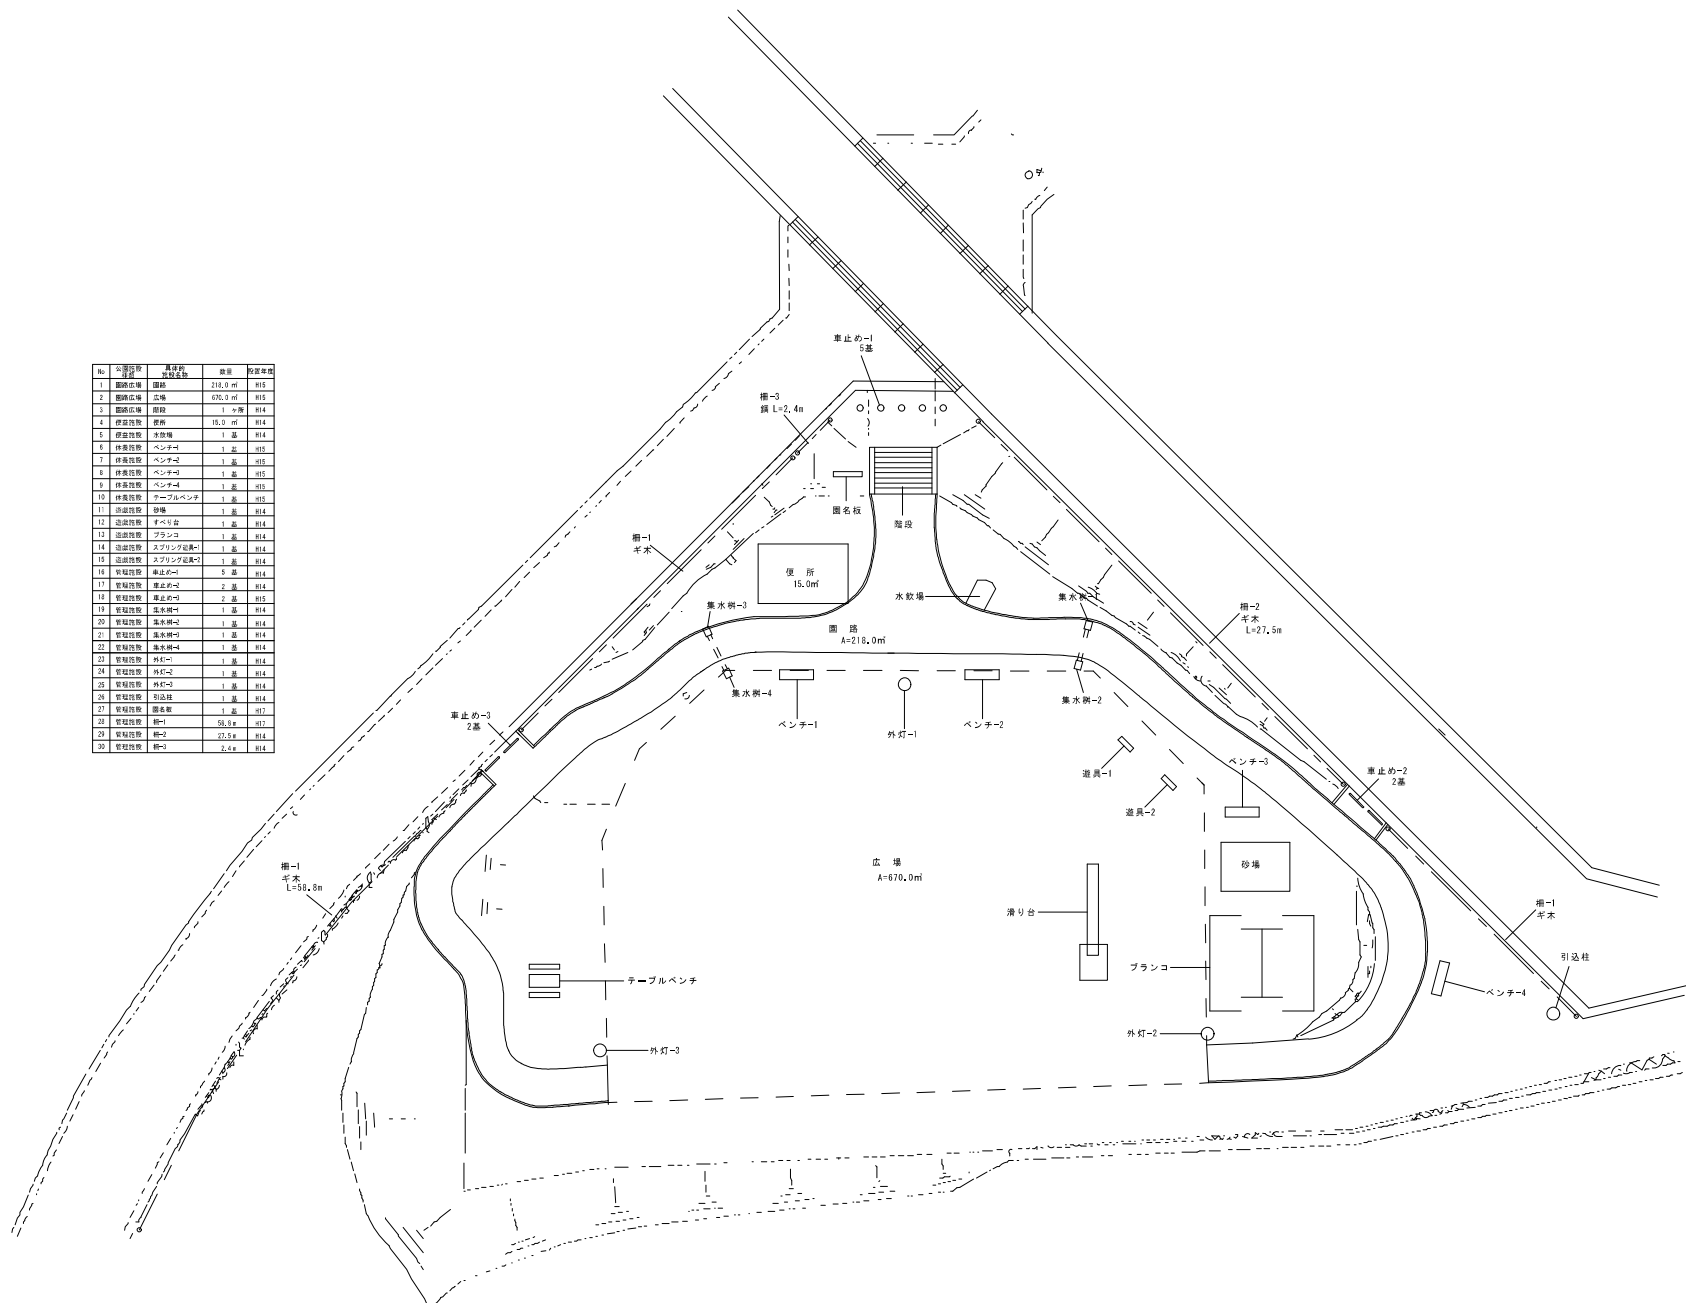 No 公園施設種類 具体的施設名称 数量 設置年度
1 園路広場 園路 218.0 ㎡ H15
2 園路広場 広場 670.0 ㎡ H15
3 園路広場 階段 1 ヶ所 H14
4 便益施設 便所 15.0 ㎡ H14
5 便益施設 水飲場 1 基 H14
6 休養施設 ベンチ-1 1 基 H15
7 休養施設 ベンチ-2 1 基 H15
8 休養施設 ベンチ-3 1 基 H15
9 休養施設 ベンチ-4 1 基 H15
10 休養施設 テーブルベンチ 1 基 H15
11 遊戯施設 砂場 1 基 H14
12 遊戯施設 すべり台 1 基 H14
13 遊戯施設 ブランコ 1 基 H14
14 遊戯施設 スプリング遊具-1 1 基 H14
15 遊戯施設 スプリング遊具-2 1 基 H14
16 管理施設 車止め-1 5 基 H14
17 管理施設 車止め-2 2 基 H14
18 管理施設 車止め-3 2 基 H15
19 管理施設 集水桝-1 1 基 H14
20 管理施設 集水桝-2 1 基 H14
21 管理施設 集水桝-3 1 基 H14
22 管理施設 集水桝-4 1 基 H14
23 管理施設 外灯-1 1 基 H14
24 管理施設 外灯-2 1 基 H14
25 管理施設 外灯-3 1 基 H14
26 管理施設 引込柱 1 基 H14
27 管理施設 園名板 1 基 H17
28 管理施設 柵-1 58.8 m H17
29 管理施設 柵-2 27.5 m H14
30 管理施設 柵-3 2.4 m H14
車止め-1
5基
柵-3
鋼 L=2.4m
園名板
階段
柵-1
ギ木
便 所
15.0㎡
水飲場
集水桝-1
集水桝-3
柵-2
ギ木
L=27.5m
園 路
A=218.0㎡
集水桝-4
集水桝-2
車止め-3
2基
ベンチ-1
外灯-1
ベンチ-2
遊具-1
ベンチ-3
車止め-2
2基
遊具-2
柵-1
ギ木
L=58.8m
広 場
A=670.0㎡
砂場
滑り台
柵-1
ギ木
引込柱
ブランコ
テーブルベンチ
ベンチ-4
外灯-2
外灯-3